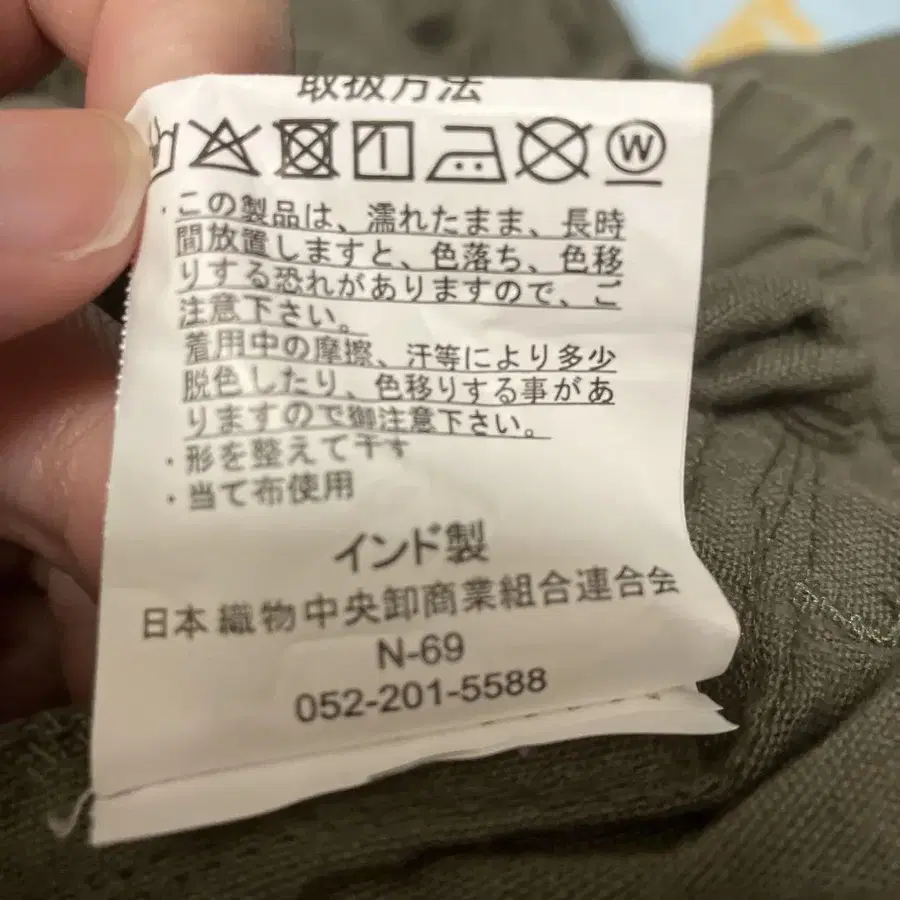 取扱方法
W
・この製品は、濡れたまま、長時
間放置しますと、色落ち、色移
りする恐れがありますので、ご
注意下さい。
着用中の摩擦、汗等により多少
脱色したり、色移りする事があ
りますので御注意下さい。
・形を整えて干す
・当て布使用
インド製
日本織物中央卸商業組合連合会
N-69
052-201-5588